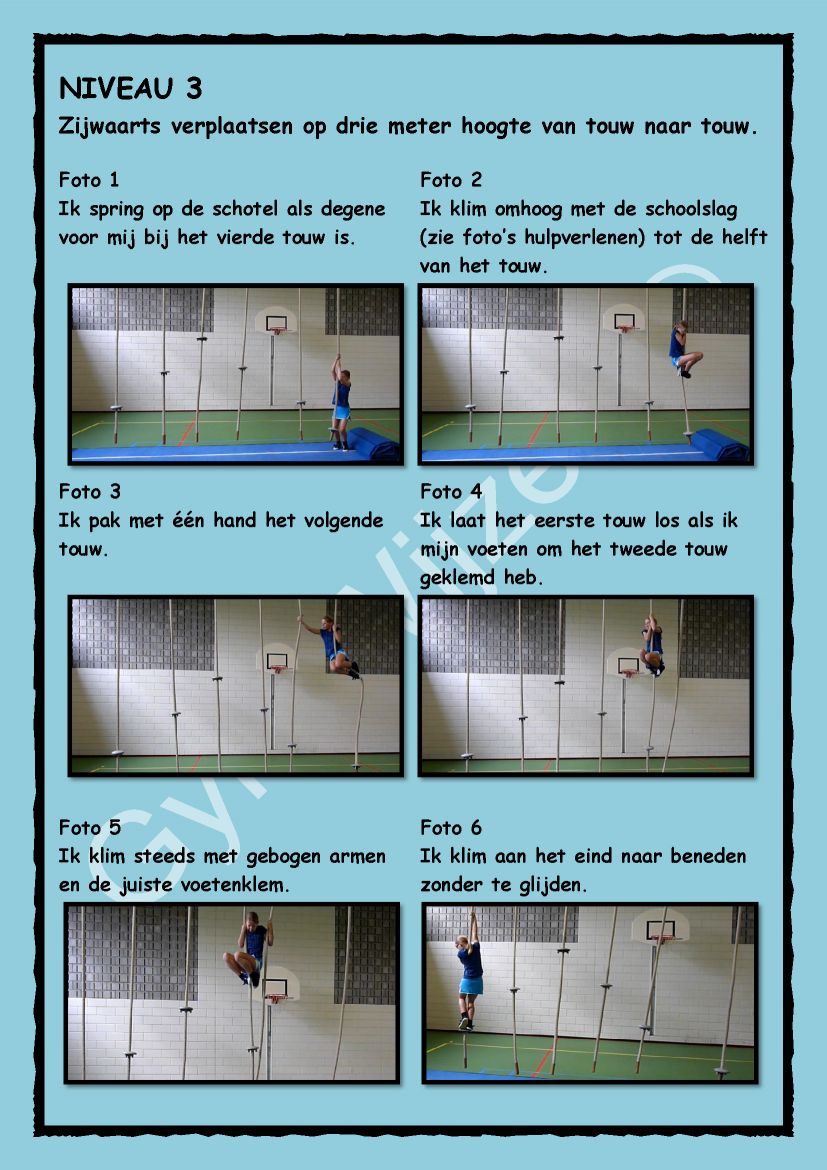 NIVEAU 3
Zijwaarts verplaatsen op drie meter hoogte van touw naar touw.
Foto 1
Ik spring op de schotel als degene
voor mij bij het vierde touw is.
Foto 2
Ik klim omhoog met de schoolslag
(zie foto's hulpverlenen) tot de helft
van het touw.
Foto 3
Ik pak met één hand het volgende
touw.
Foto 4
Ik laat het eerste touw los als ik
mijn voeten om het tweede touw
geklemd heb.
Foto 5
Ik klim steeds met gebogen armen
en de juiste voetenklem.
Foto 6
Ik klim aan het eind naar beneden
zonder te glijden.